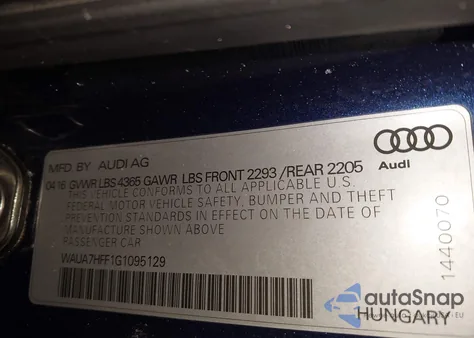 MFD BY AUDI AG
04 16 GVWR LBS 4365 GAWR LBS FRONT 2293 /REAR 2205
THIS VEHICLE CONFORMS TO ALL APPLICABLE U.S.
FEDERAL MOTOR VEHICLE SAFETY, BUMPER AND THEFT
PREVENTION STANDARDS IN EFFECT ON THE DATE OF
MANUFACTURE SHOWN ABOVE
PASSENGER CAR
WAUA7HFF1G1095129
Audi
1440070
HUNGARY
autoSnap